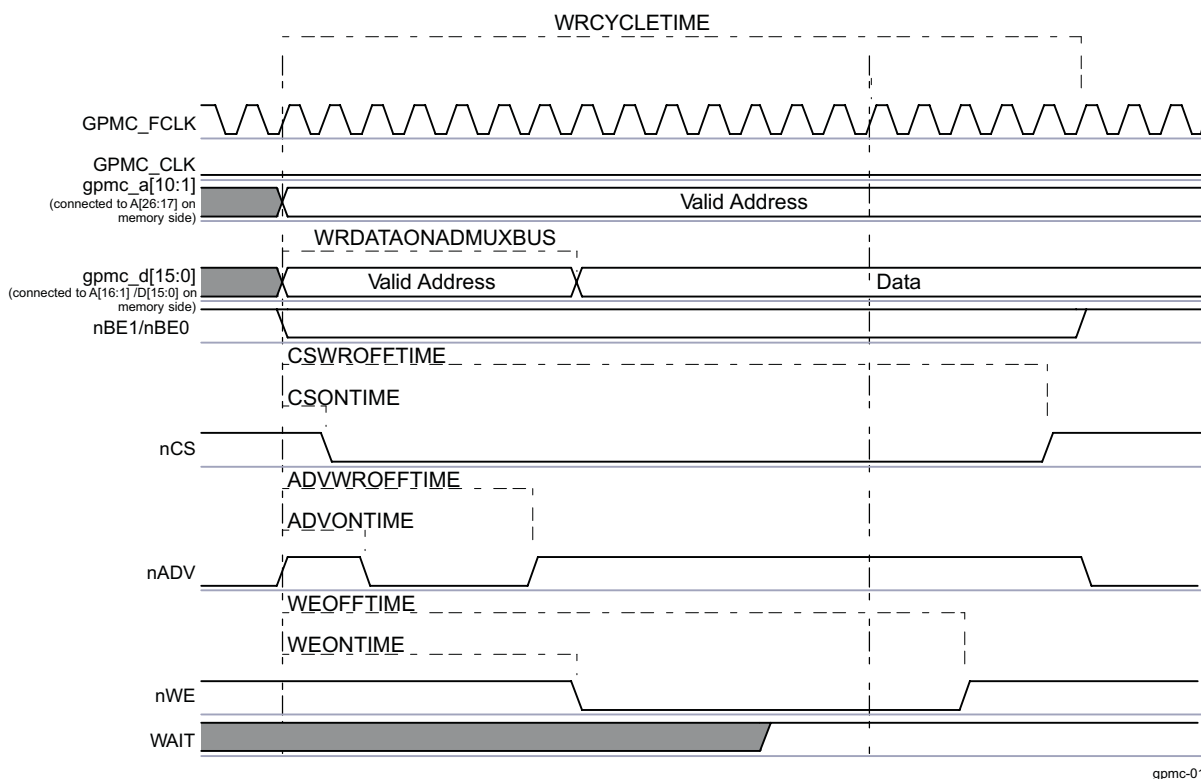 WRCYCLETIME
GPMC_FCLK
GPMC_CLK
gpmc_a[10:1]
(connected to A[26:17] on
memory side)
Valid Address
WRDATAONADMUXBUS
gpmc_d[15:0]
(connected to A[16:1] /D[15:0] on
memory side)
Valid Address
Data
nBE1/nBE0
CSWROFFTIME
CSONTIME
nCS
ADVWROFFTIME
ADVONTIME
nADV
WEOFFTIME
WEONTIME
nWE
WAIT
gpmc-01